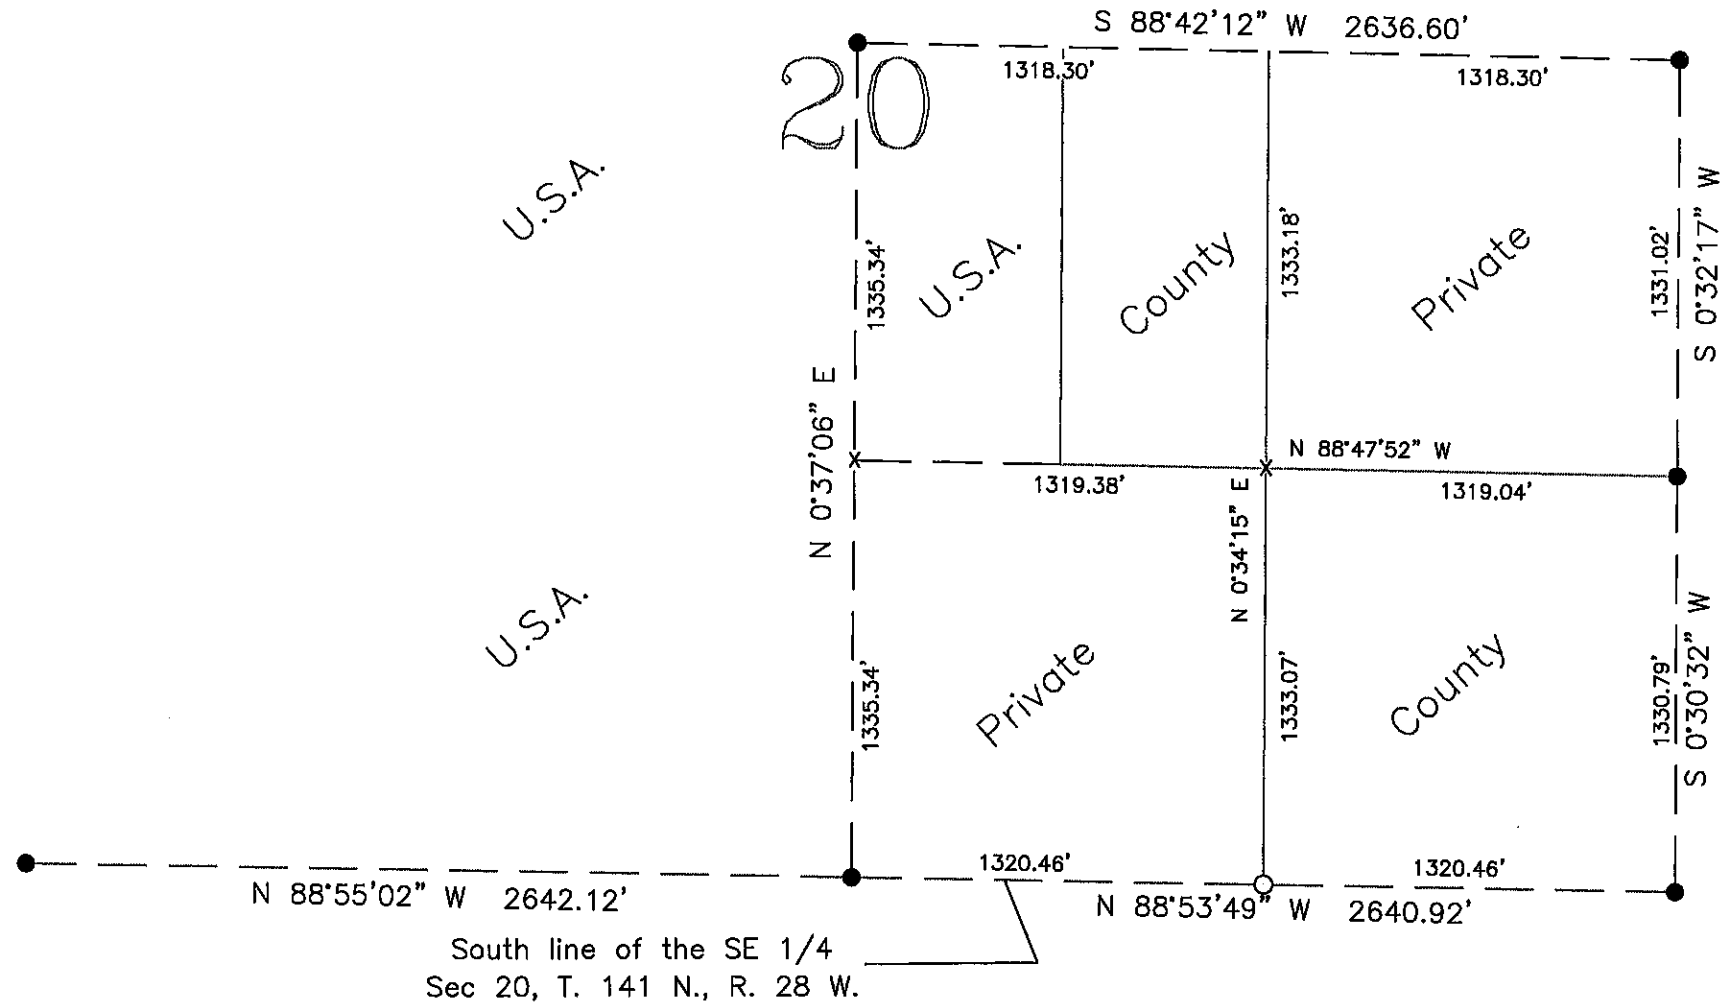 S 88°42'12" W 2636.60'
1318.30'
1318.30'
20
U.S.A.
1335.34'
U.S.A.
County
1333.18'
Private
1331.02'
S 0°32'17" W
N 0°37'06" E
N 88°47'52" W
1319.38'
1319.04'
N 0°34'15" E
U.S.A.
1335.34'
Private
1333.07'
County
1330.79'
S 0°30'32" W
1320.46'
1320.46'
N 88°55'02" W 2642.12'
N 88°53'49" W 2640.92'
South line of the SE 1/4
Sec 20, T. 141 N., R. 28 W.